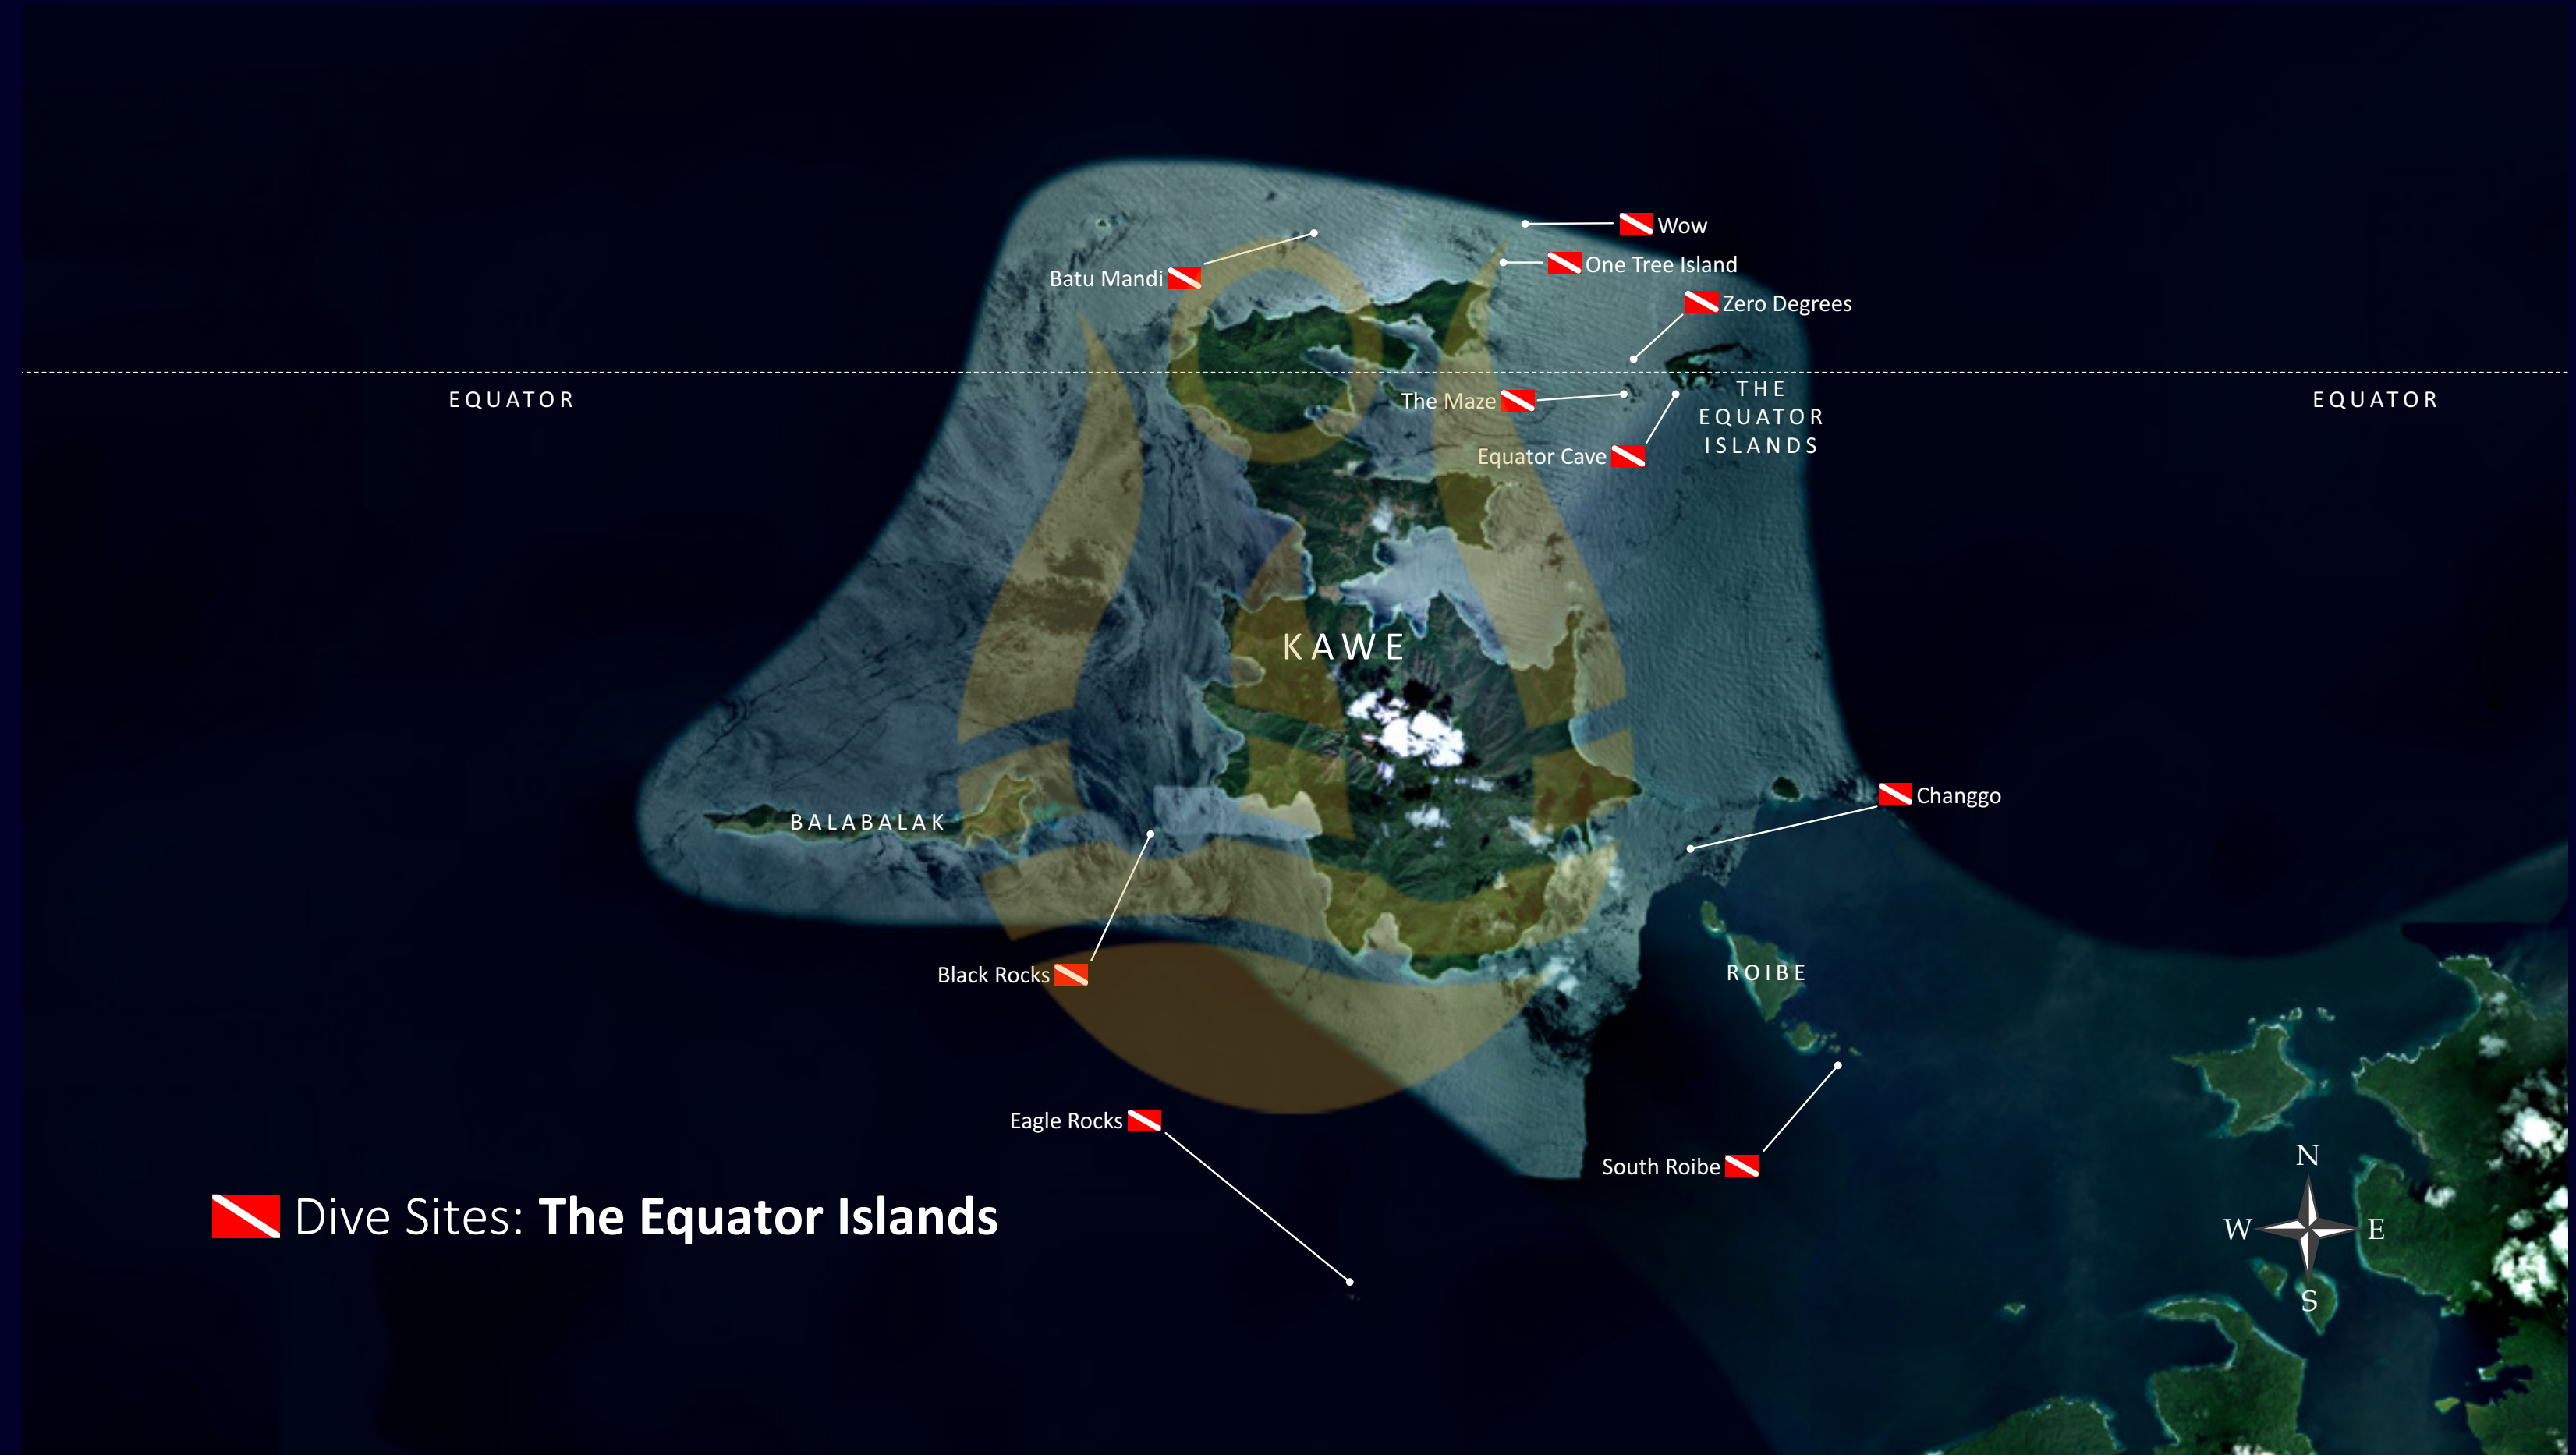 Wow
One Tree Island
Batu Mandi
Zero Degrees
EQUATOR
THE
EQUATOR
ISLANDS
EQUATOR
The Maze
Equator Cave
KAWE
Changgo
BALABALAK
ROIBE
Black Rocks
Eagle Rocks
South Roibe
N
W
E
S
Dive Sites: The Equator Islands